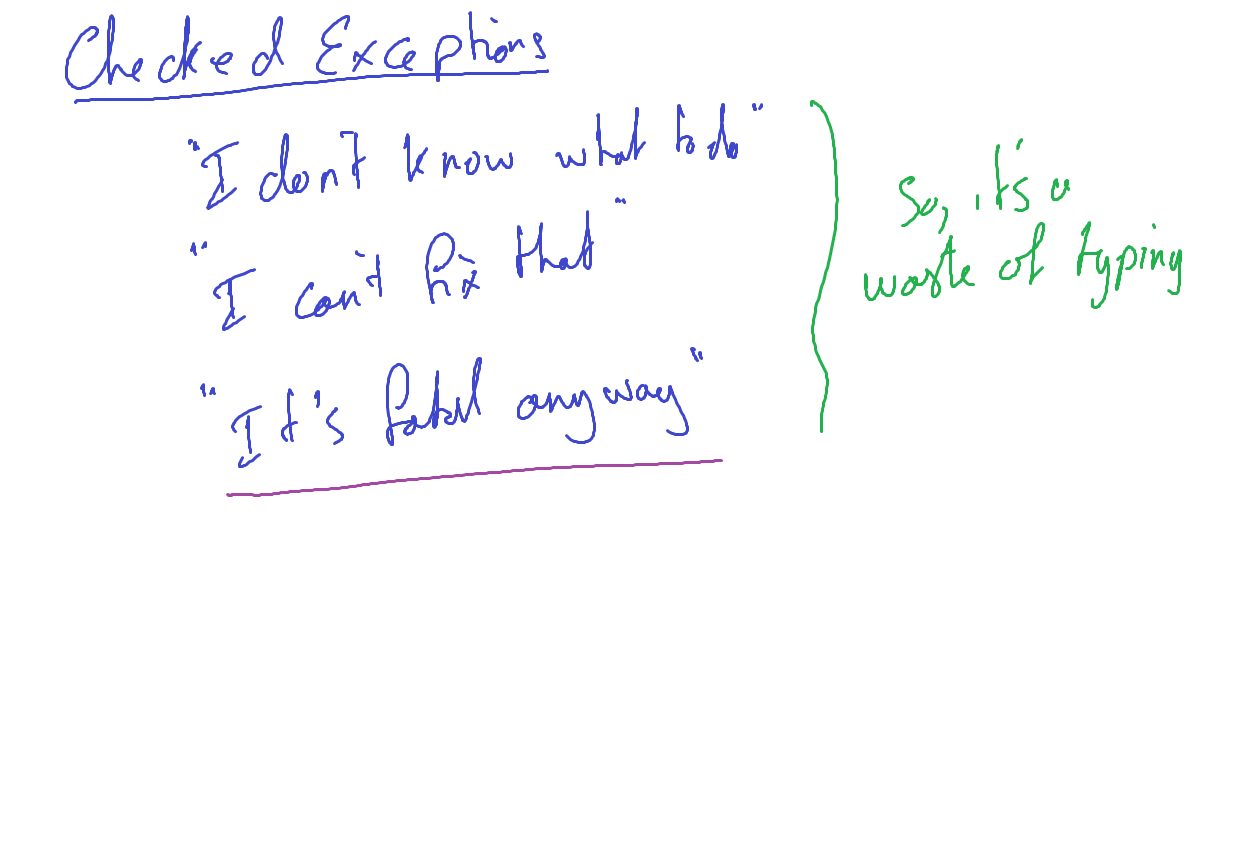 Checked Exceptions
"I don't know what to do"
"I can't fix that"
"It's fatal anyway"
So, it's a
waste of typing